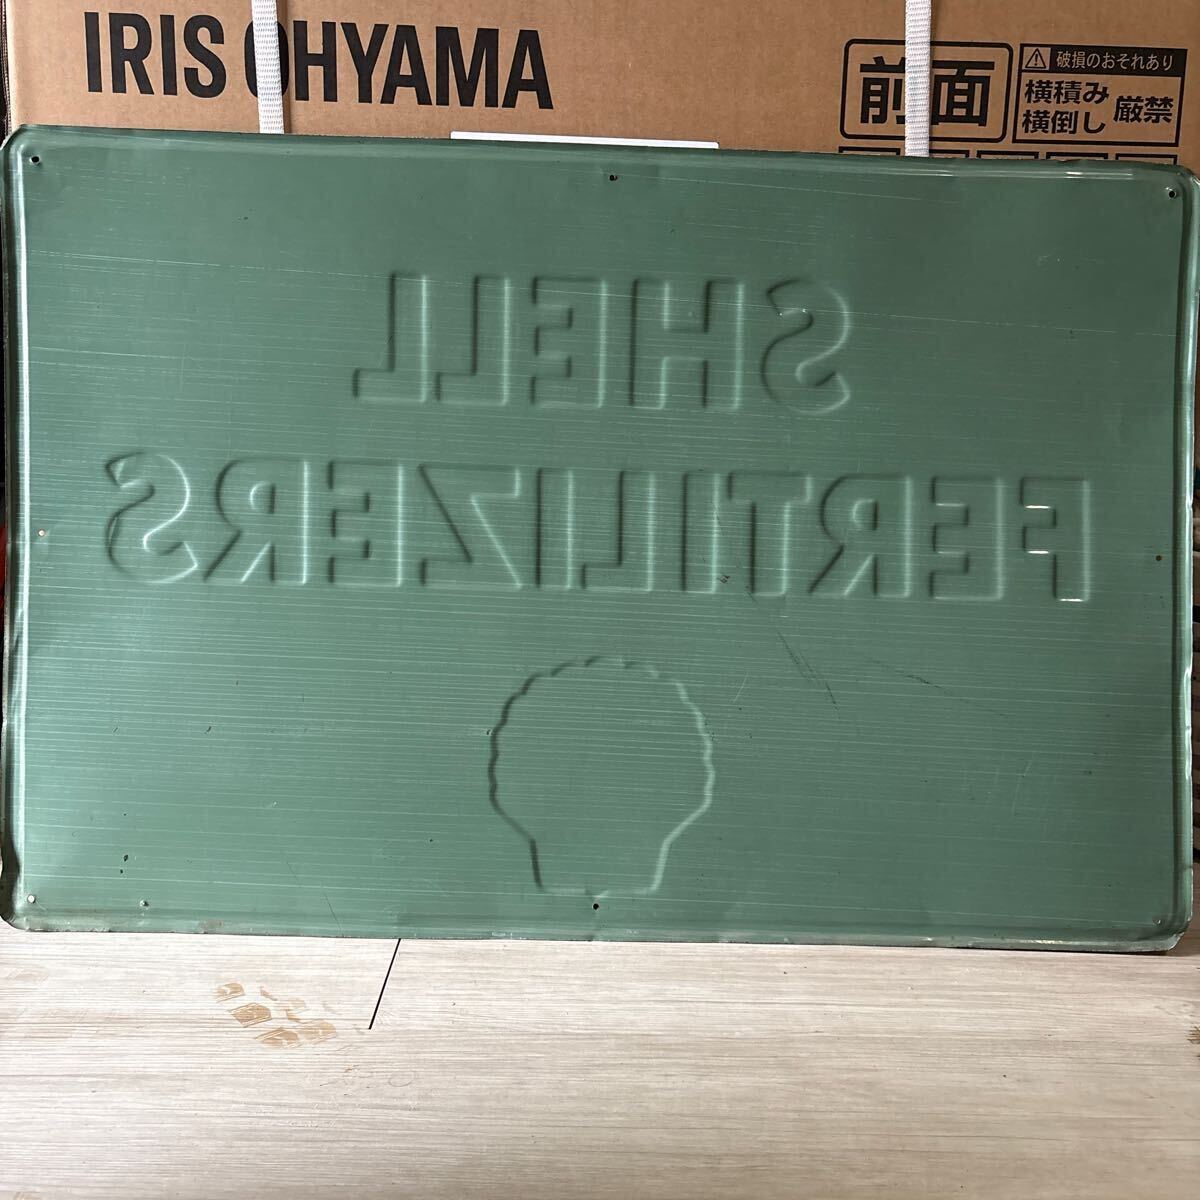 IRIS OHYAMA
前面
破損のおそれあり
横積み
横倒し
厳禁
SHELL
FERTILIZERS